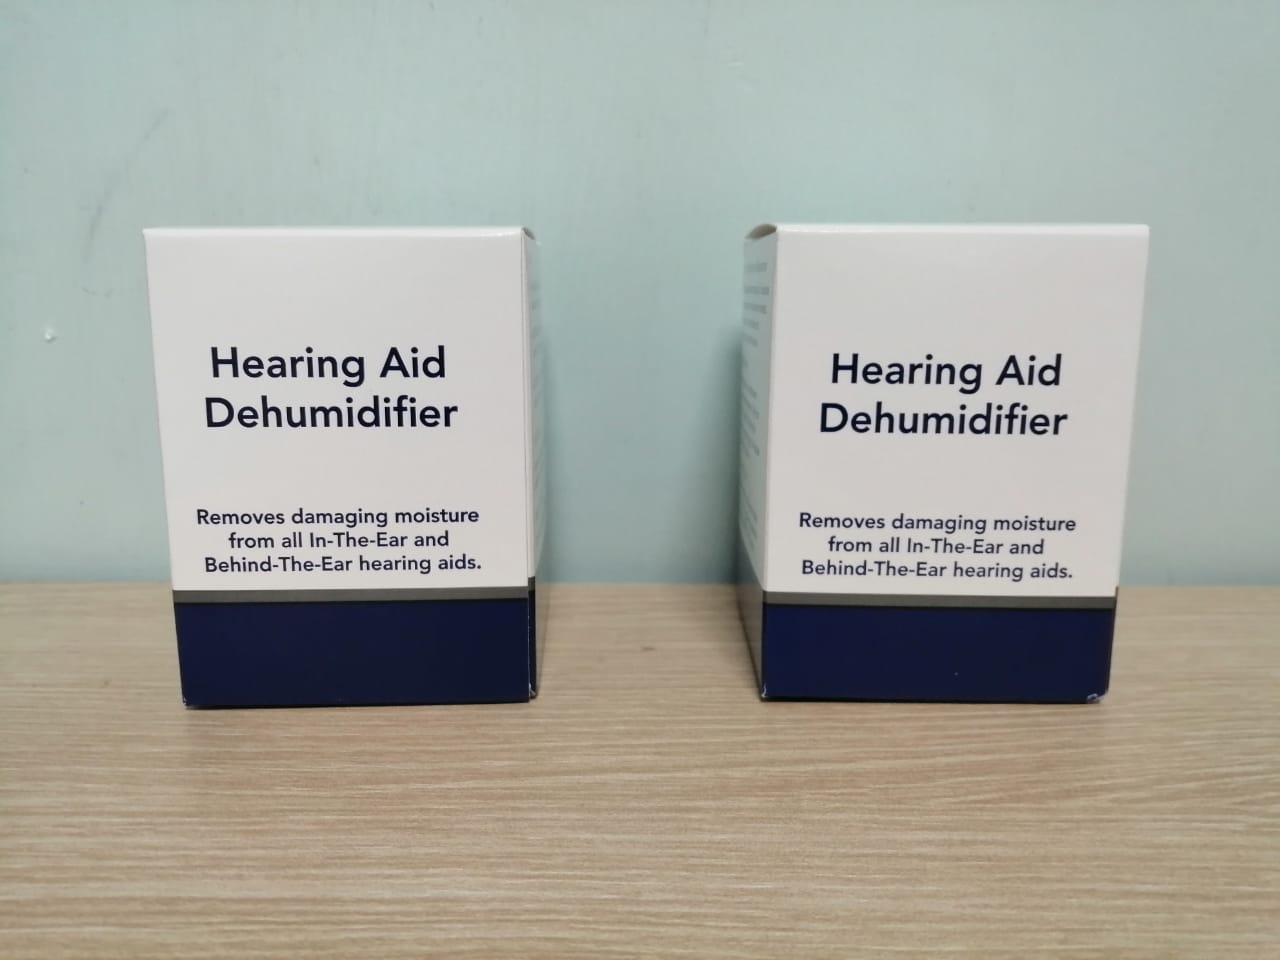 Hearing Aid
Dehumidifier
Removes damaging moisture
from all In-The-Ear and
Behind-The-Ear hearing aids.
Hearing Aid
Dehumidifier
Removes damaging moisture
from all In-The-Ear and
Behind-The-Ear hearing aids.